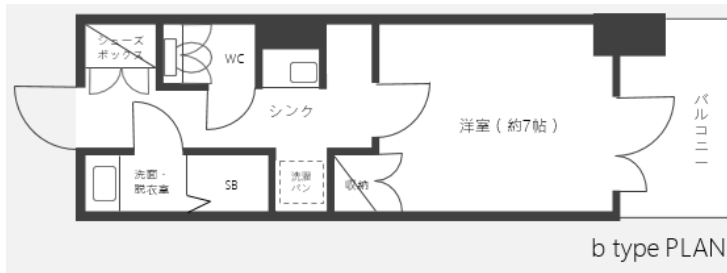 シューズ
ボックス
WC
シンク
洋室 ( 約7帖 )
バルコニー
洗面・
脱衣室
SB
洗濯
パン
収納
b type PLAN